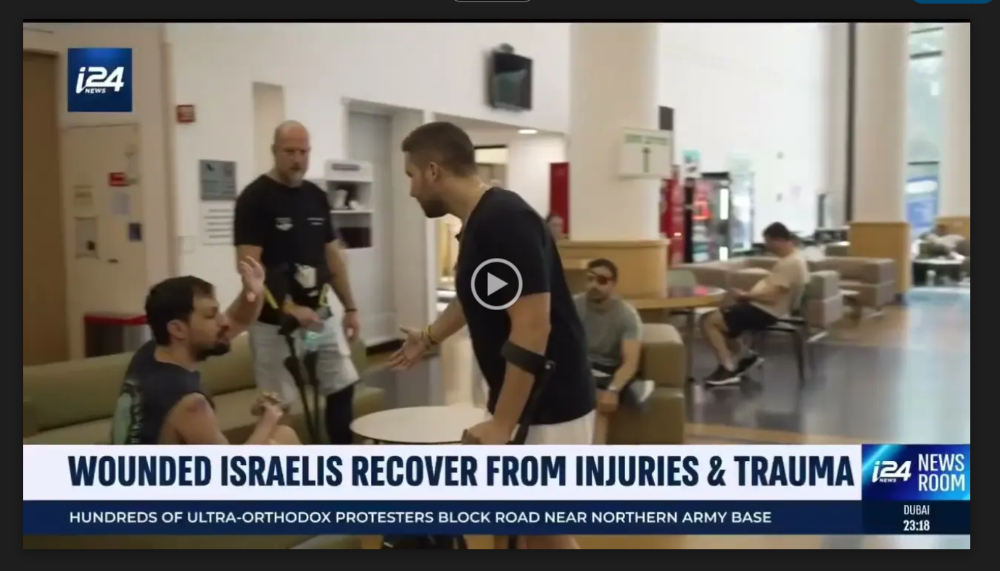 i24
NEWS
WOUNDED ISRAELIS RECOVER FROM INJURIES & TRAUMA
i24
NEWS
NEWS
ROOM
HUNDREDS OF ULTRA-ORTHODOX PROTESTERS BLOCK ROAD NEAR NORTHERN ARMY BASE
DUBAI
23:18